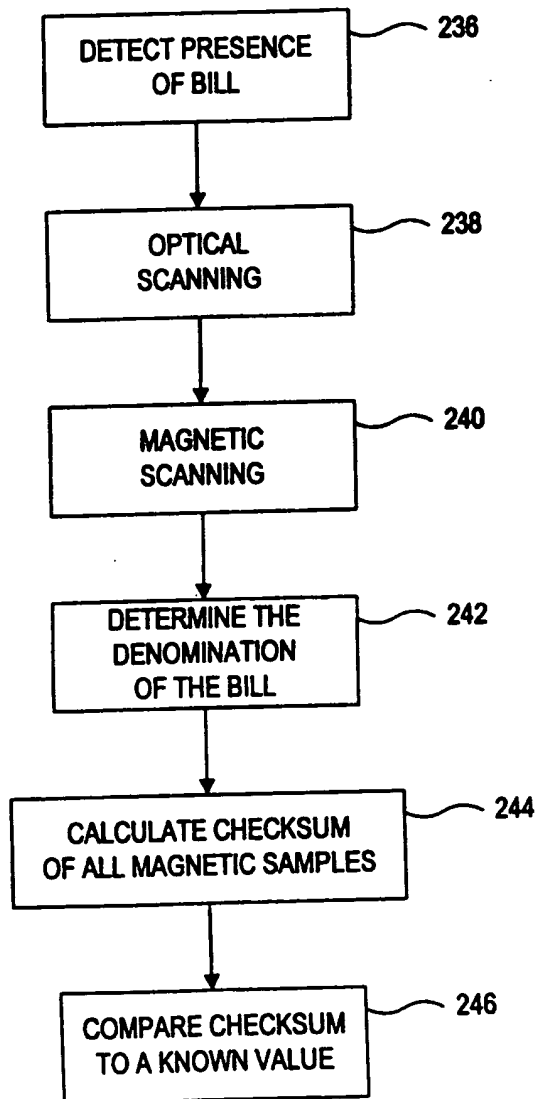 DETECT PRESENCE
OF BILL
236
OPTICAL
SCANNING
238
MAGNETIC
SCANNING
240
DETERMINE THE
DENOMINATION
OF THE BILL
242
CALCULATE CHECKSUM
OF ALL MAGNETIC SAMPLES
244
COMPARE CHECKSUM
TO A KNOWN VALUE
246